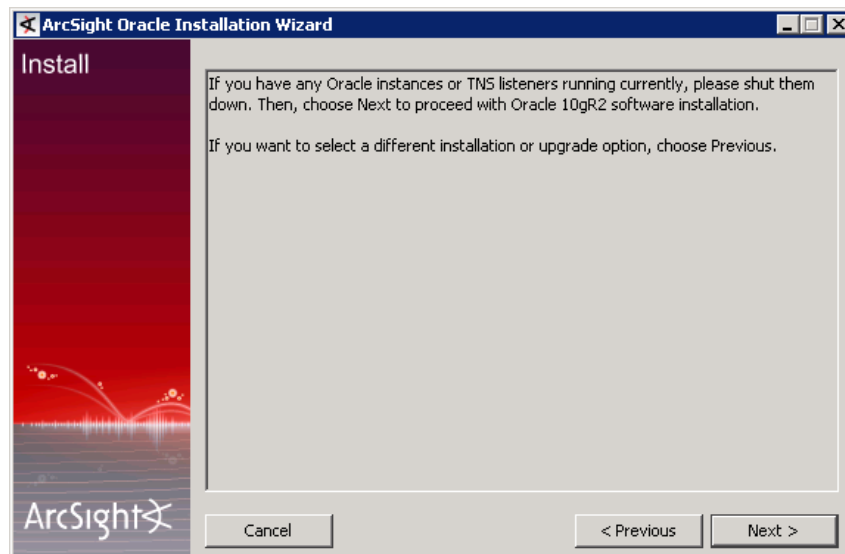 ArcSight Oracle Installation Wizard
Install
If you have any Oracle instances or TNS listeners running currently, please shut them
down. Then, choose Next to proceed with Oracle 10gR2 software installation.
If you want to select a different installation or upgrade option, choose Previous.
ArcSight
Cancel
< Previous
Next >